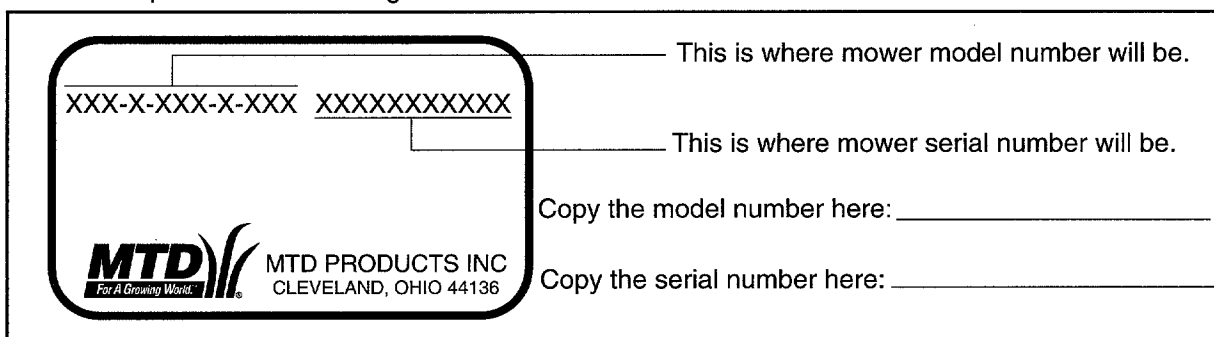 This is where mower model number will be.
XXX-X-XXX-X-XXX XXXXXXXXXXX
This is where mower serial number will be.
Copy the model number here:
MTD
For A Growing World.
MTD PRODUCTS INC
CLEVELAND, OHIO 44136
Copy the serial number here: